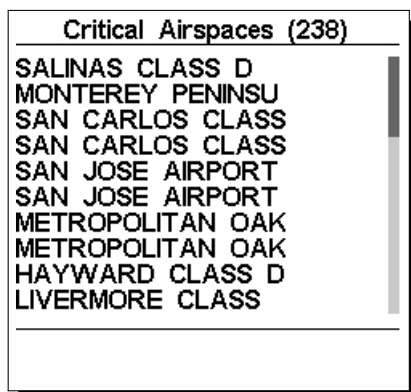 Critical Airspaces (238)
SALINAS CLASS D
MONTEREY PENINSU
SAN CARLOS CLASS
SAN CARLOS CLASS
SAN JOSE AIRPORT
SAN JOSE AIRPORT
METROPOLITAN OAK
METROPOLITAN OAK
HAYWARD CLASS D
LIVERMORE CLASS